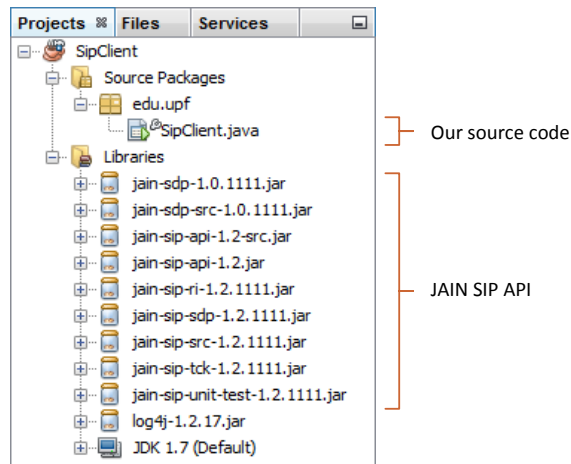 Projects Files Services
SipClient
Source Packages
edu.upf
SipClient.java
Our source code
Libraries
jain-sdp-1.0.1111.jar
jain-sdp-src-1.0.1111.jar
jain-sip-api-1.2-src.jar
jain-sip-api-1.2.jar
jain-sip-ri-1.2.1111.jar
JAIN SIP API
jain-sip-sdp-1.2.1111.jar
jain-sip-src-1.2.1111.jar
jain-sip-tck-1.2.1111.jar
jain-sip-unit-test-1.2.1111.jar
log4j-1.2.17.jar
JDK 1.7 (Default)